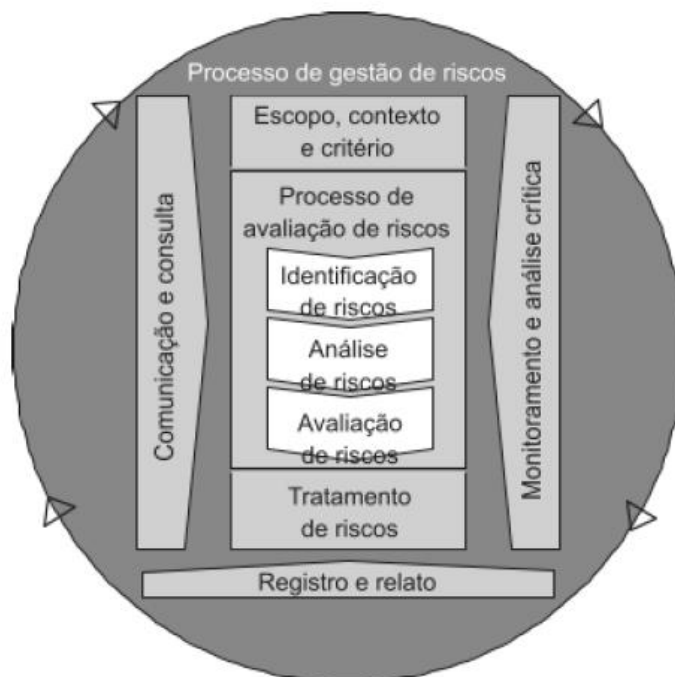 Processo de gestão de riscos
Escopo, contexto
e critério
Processo de
avaliação de riscos
Identificação
de riscos
Análise
de riscos
Avaliação
de riscos
Tratamento
de riscos
Comunicação e consulta
Monitoramento e análise crítica
Registro e relato